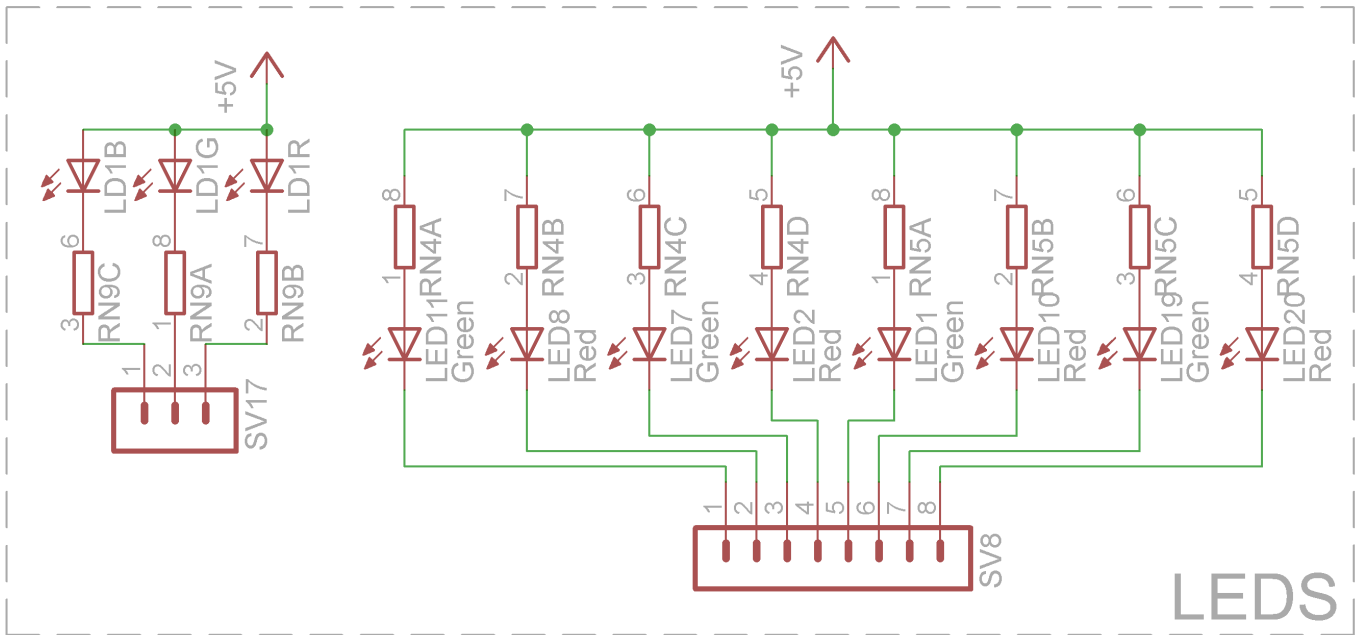 +5V
LD1B
LD1G
LD1R
6
8
7
RN9C
RN9A
RN9B
3
1
2
1
2
3
SV17
+5V
8
7
6
5
8
7
6
5
RN4A
RN4B
RN4C
RN4D
RN5A
RN5B
RN5C
RN5D
1
2
3
4
1
2
3
4
LED11
Green
LED8
Red
LED7
Green
LED2
Red
LED1
Green
LED10
Red
LED19
Green
LED20
Red
1
2
3
4
5
6
7
8
SV8
LEDS